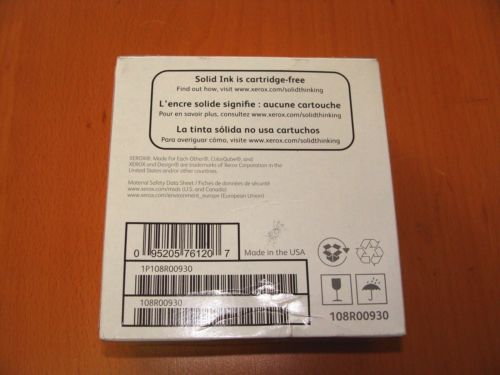 Solid Ink is cartridge-free
Find out how, visit www.xerox.com/solidthinking
L'encre solide signifie : aucune cartouche
Pour en savoir plus, consultez www.xerox.com/solidthinking
La tinta sólida no usa cartuchos
Para averiguar cómo, visite www.xerox.com/solidthinking
XEROX®, Made For Each Other®, ColorQube®, and
XEROX and Design® are trademarks of Xerox Corporation in the
United States and/or other countries.
Material Safety Data Sheet / Fiches de données de sécurité
www.xerox.com/msds (U.S. and Canada)
www.xerox.com/environment_europe (European Union)
0 95205 76120 7
Made in the USA
1P108R00930
108R00930
108R00930